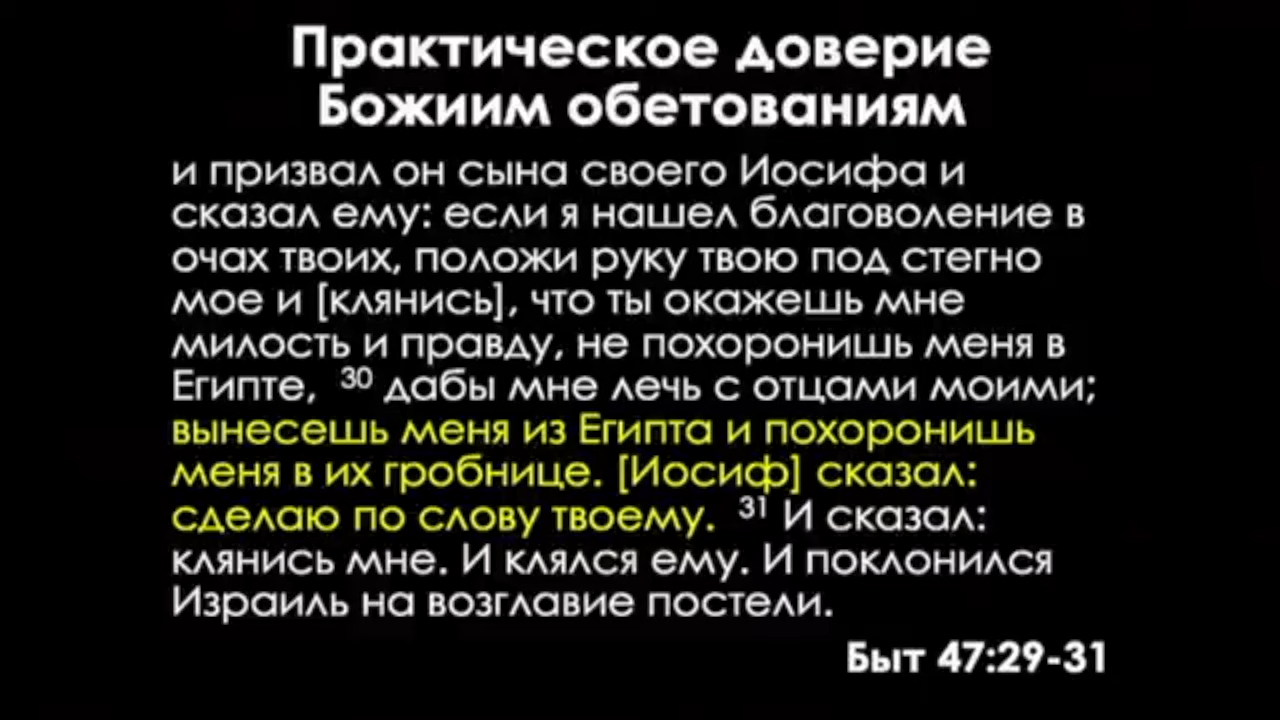 Практическое доверие
Божиим обетованиям
и призвал он сына своего Иосифа и
сказал ему: если я нашел благоволение в
очах твоих, положи руку твою под стегно
мое и [клянись], что ты окажешь мне
милость и правду, не похоронишь меня в
Египте, 30 дабы мне лечь с отцами моими;
вынесешь меня из Египта и похоронишь
меня в их гробнице. [Иосиф] сказал:
сделаю по слову твоему. 31 И сказал:
клянись мне. И клялся ему. И поклонился
Израиль на возглавие постели.
Быт 47:29-31